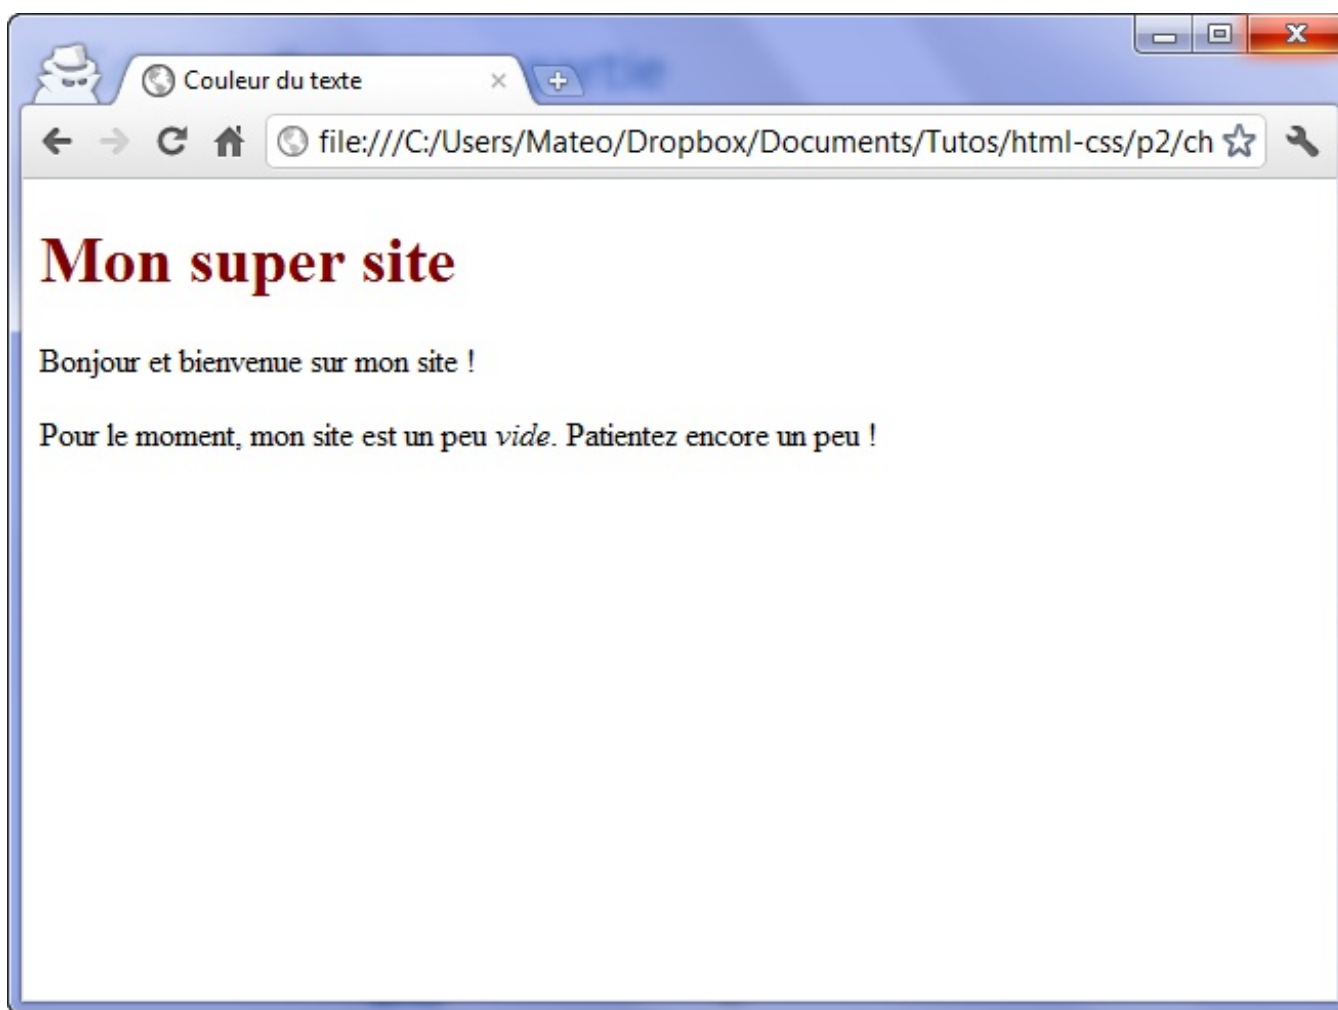 Couleur du texte
file:///C:/Users/Mateo/Dropbox/Documents/Tutos/html-css/p2/ch
Mon super site
Bonjour et bienvenue sur mon site !
Pour le moment, mon site est un peu vide. Patientez encore un peu !